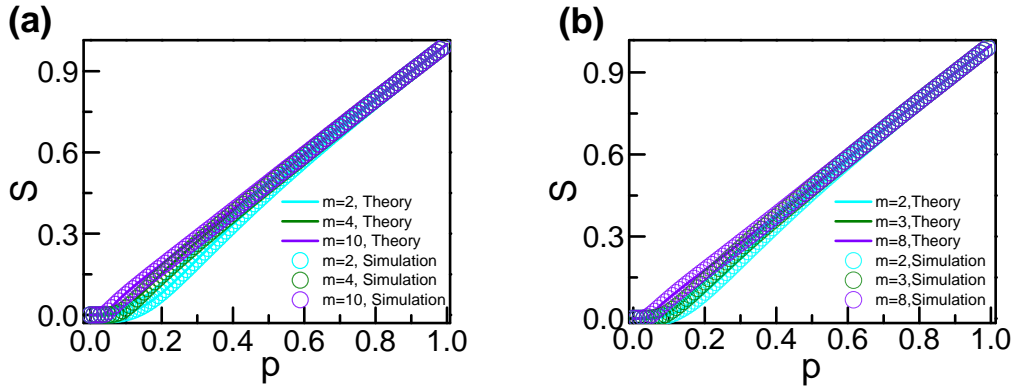 (a)
S
0.9
0.6
0.3
0.0
0.0 0.2 0.4 0.6 0.8 1.0
p
m=2, Theory
m=4, Theory
m=10, Theory
m=2, Simulation
m=4, Simulation
m=10, Simulation
(b)
S
0.9
0.6
0.3
0.0
0.0 0.2 0.4 0.6 0.8 1.0
p
m=2,Theory
m=3,Theory
m=8,Theory
m=2,Simulation
m=3,Simulation
m=8,Simulation